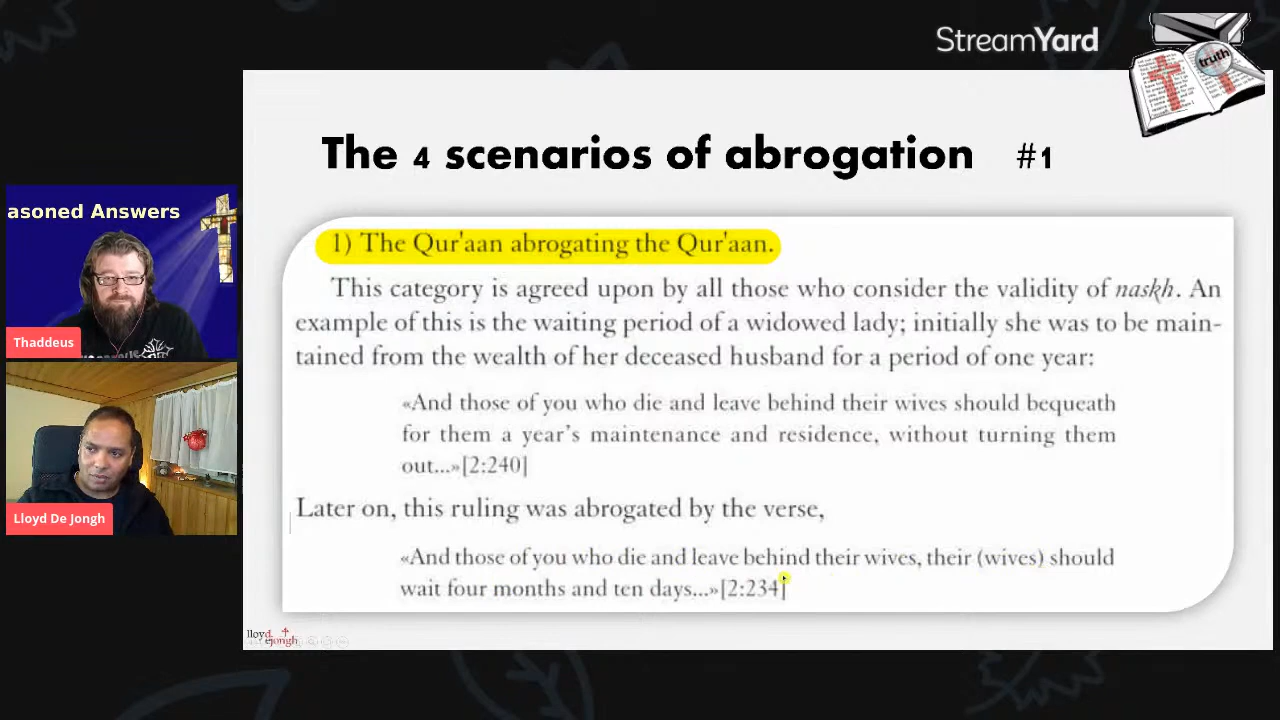 StreamYard
truth
The 4 scenarios of abrogation #1
asoned Answers
Thaddeus
Lloyd De Jongh
1) The Qur'aan abrogating the Qur'aan.
This category is agreed upon by all those who consider the validity of naskh. An
example of this is the waiting period of a widowed lady; initially she was to be main-
tained from the wealth of her deceased husband for a period of one year:
«And those of you who die and leave behind their wives should bequeath
for them a year's maintenance and residence, without turning them
out...»[2:240]
Later on, this ruling was abrogated by the verse,
«And those of you who die and leave behind their wives, their (wives) should
wait four months and ten days...»[2:234]
lloyd
ejongh